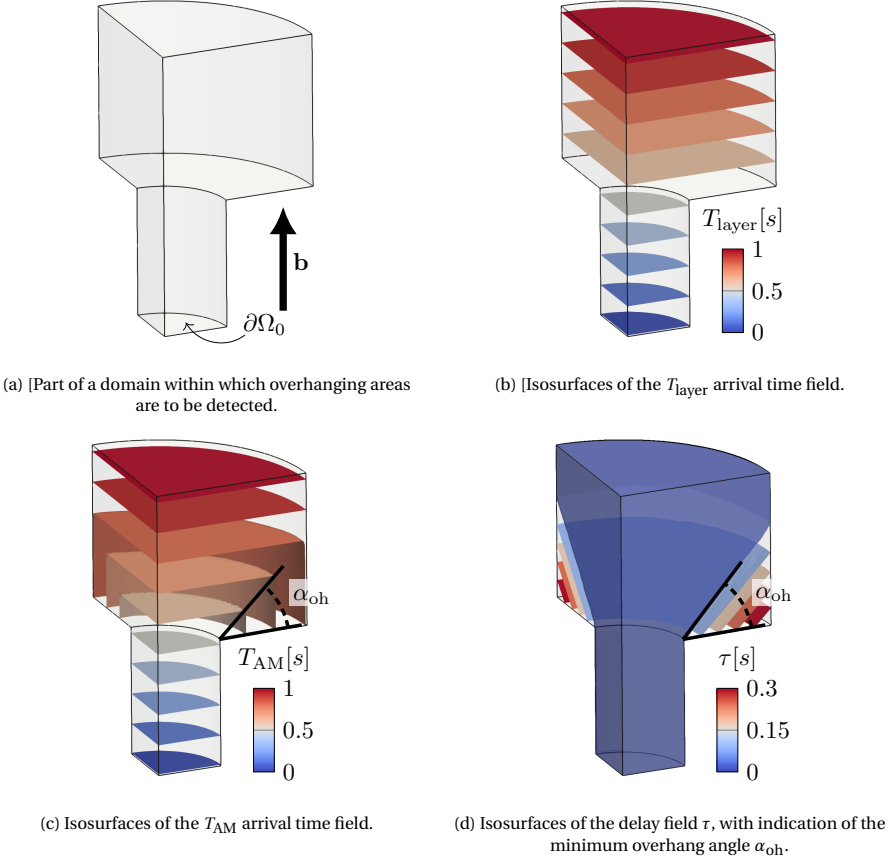 b
∂Ω₀
(a) [Part of a domain within which overhanging areas
are to be detected.
T_layer[s]
1
0.5
0
(b) [Isosurfaces of the T_layer arrival time field.
α_oh
T_AM[s]
1
0.5
0
(c) Isosurfaces of the T_AM arrival time field.
α_oh
τ[s]
0.3
0.15
0
(d) Isosurfaces of the delay field τ, with indication of the
minimum overhang angle α_oh.